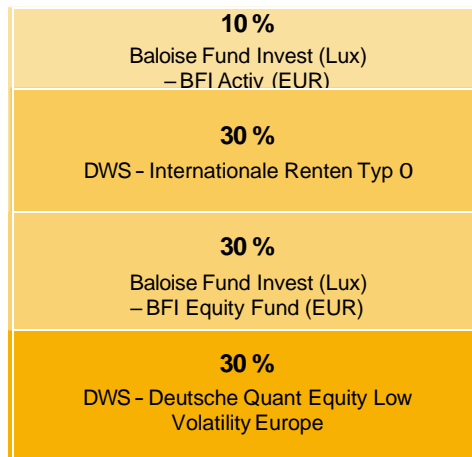 10 %
Baloise Fund Invest (Lux)
– BFI Activ (EUR)
30 %
DWS – Internationale Renten Typ O
30 %
Baloise Fund Invest (Lux)
– BFI Equity Fund (EUR)
30 %
DWS – Deutsche Quant Equity Low
Volatility Europe